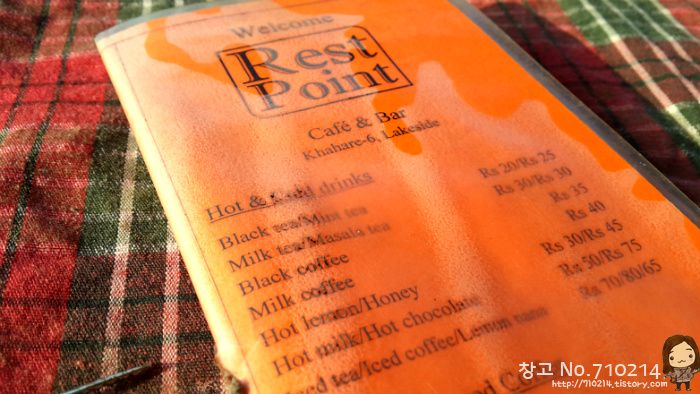 Welcome
Rest
Point
Café & Bar
Khahare-6, Lakeside
Hot & Cold drinks
Black tea/Mint tea Rs 20/Rs 25
Milk tea/Masala tea Rs 30/Rs 30
Black coffee Rs 35
Milk coffee Rs 40
Hot lemon/Honey Rs 30/Rs 45
Hot milk/Hot chocolate Rs 50/Rs 75
tea/Iced coffee/Lemon nana Rs 70/80/65
창고 No.710214
http://710214.tistory.com/